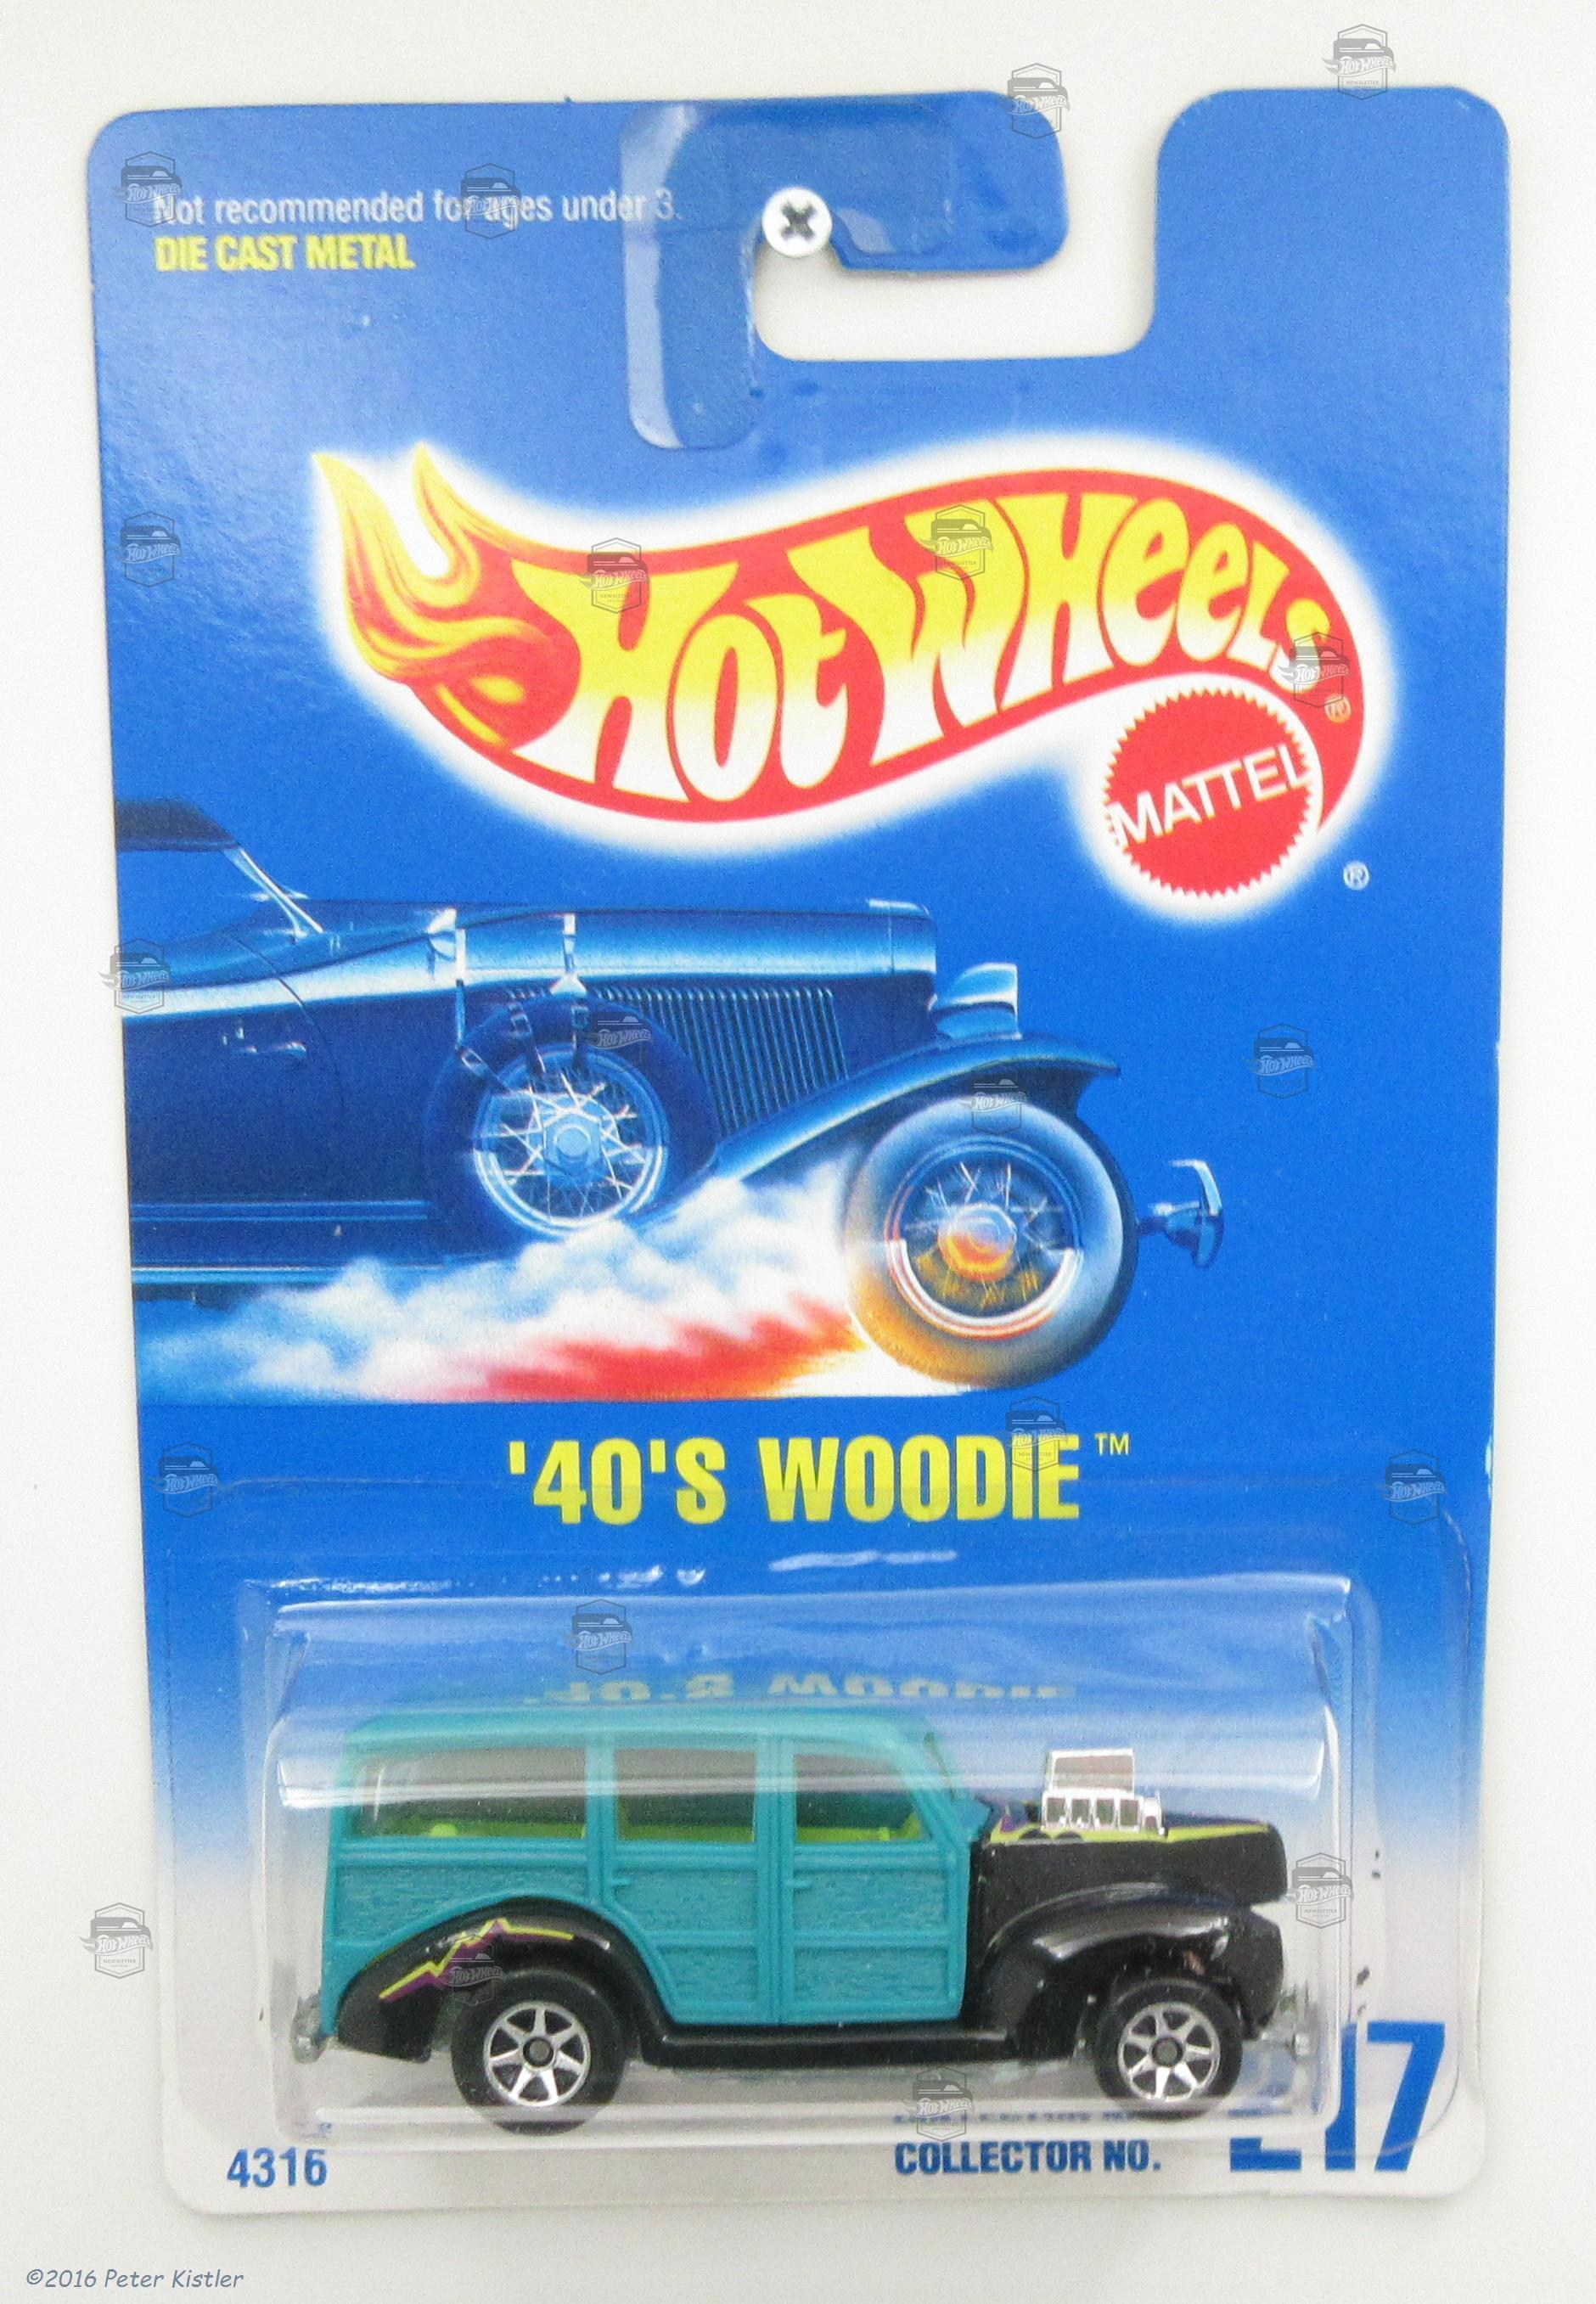 Not recommended for ages under 3.
DIE CAST METAL
Hot Wheels®
MATTEL
®
'40'S WOODIE™
4316
COLLECTOR NO.
©2016 Peter Kistler